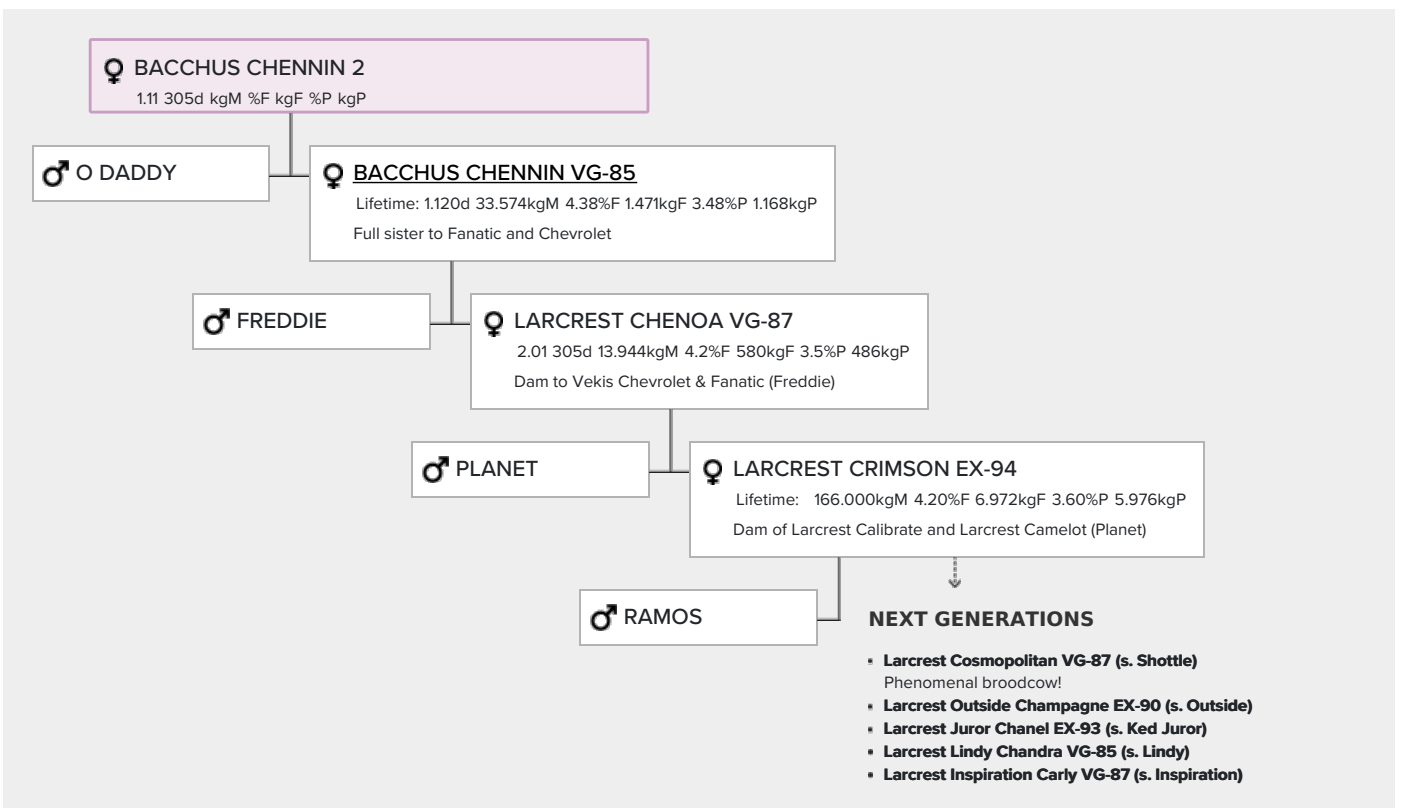 BACCHUS CHENNIN 2
1.11 305d kgM %F kgF %P kgP
O DADDY
BACCHUS CHENNIN VG-85
Lifetime: 1.120d 33.574kgM 4.38%F 1.471kgF 3.48%P 1.168kgP
Full sister to Fanatic and Chevrolet
FREDDIE
LARCREST CHENOA VG-87
2.01 305d 13.944kgM 4.2%F 580kgF 3.5%P 486kgP
Dam to Vekis Chevrolet & Fanatic (Freddie)
PLANET
LARCREST CRIMSON EX-94
Lifetime: 166.000kgM 4.20%F 6.972kgF 3.60%P 5.976kgP
Dam of Larcrest Calibrate and Larcrest Camelot (Planet)
RAMOS
NEXT GENERATIONS
▪ Larcrest Cosmopolitan VG-87 (s. Shottle)
Phenomenal broodcow!
▪ Larcrest Outside Champagne EX-90 (s. Outside)
▪ Larcrest Juror Chanel EX-93 (s. Ked Juror)
▪ Larcrest Lindy Chandra VG-85 (s. Lindy)
▪ Larcrest Inspiration Carly VG-87 (s. Inspiration)